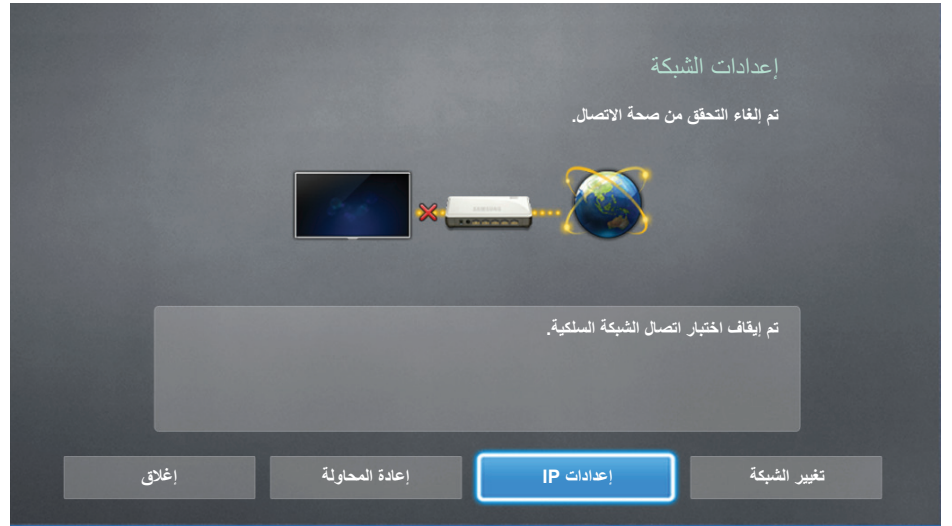 إعدادات الشبكة
تم إلغاء التحقق من صحة الاتصال.
SAMSUNG
تم إيقاف اختبار اتصال الشبكة السلكية.
تغيير الشبكة
إعدادات IP
إعادة المحاولة
إغلاق